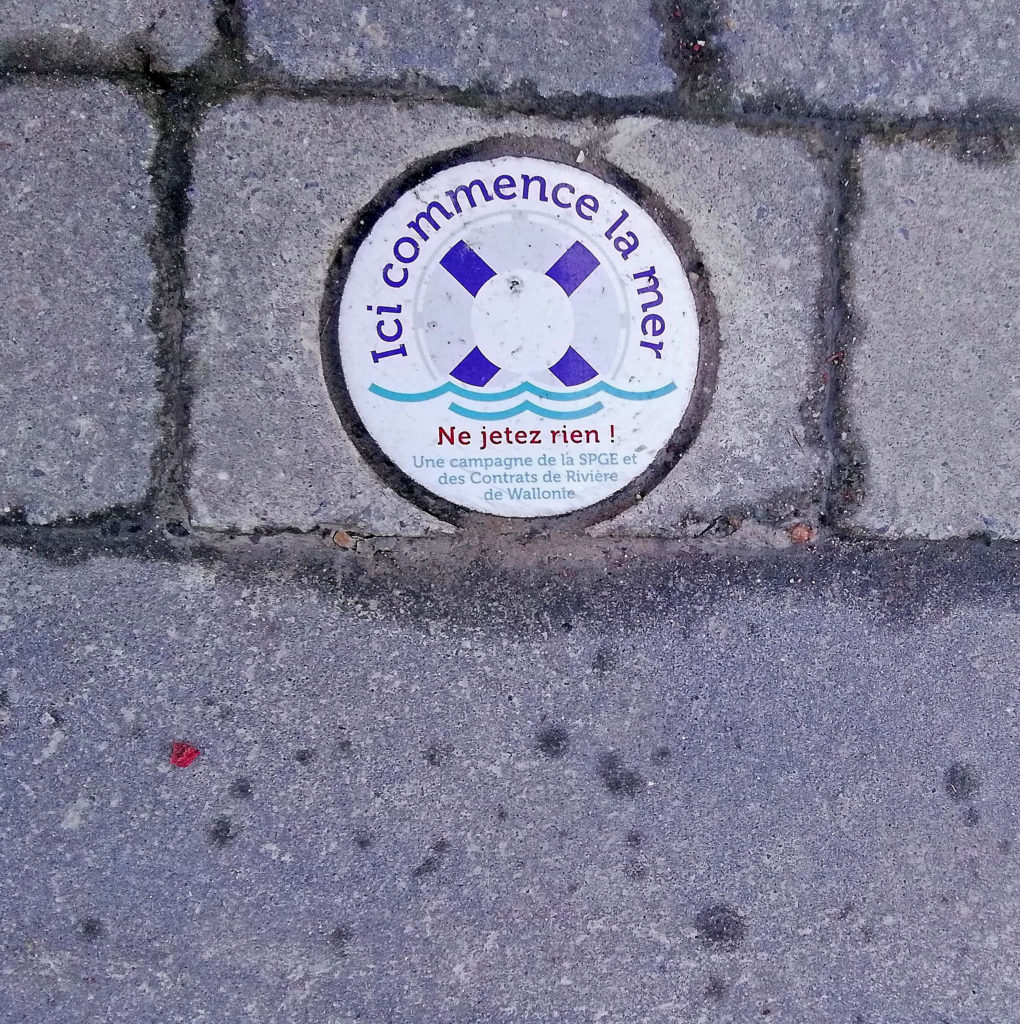 Ici commence la mer
Ne jetez rien !
Une campagne de la SPGE et
des Contrats de Rivière
de Wallonie